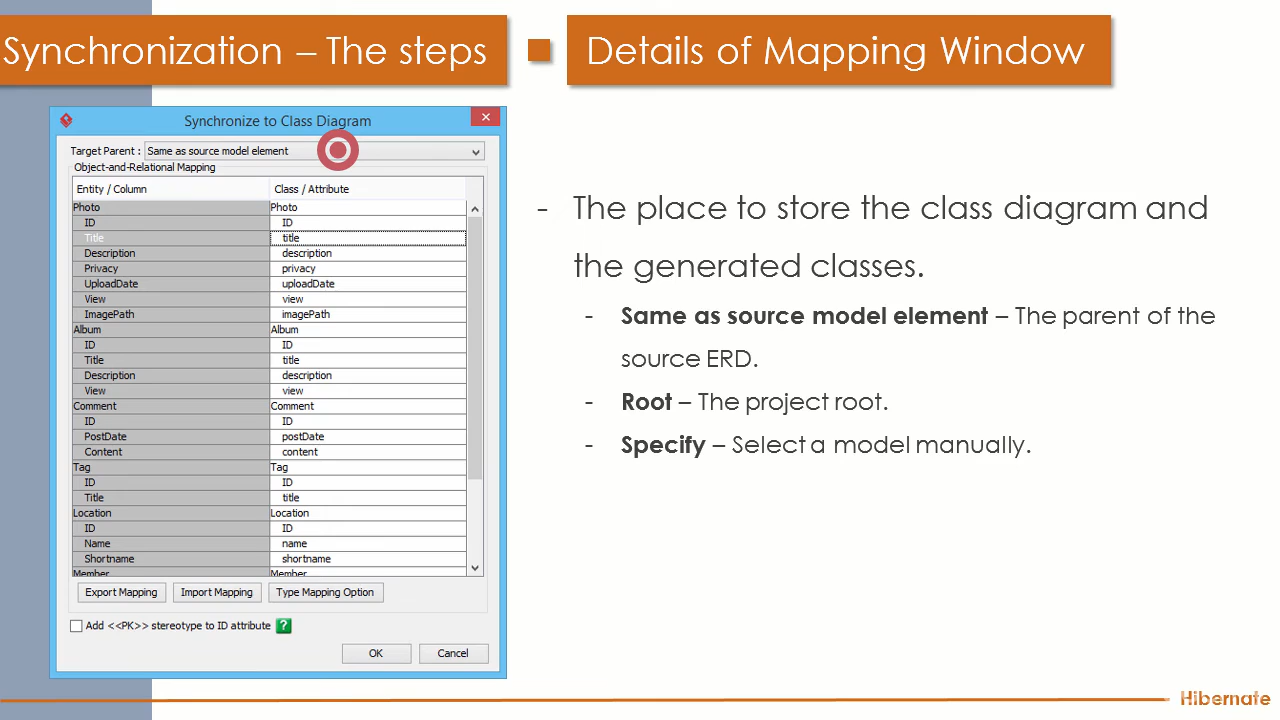 Synchronization – The steps
Details of Mapping Window
Synchronize to Class Diagram
Target Parent : Same as source model element
Object-and-Relational Mapping
Entity / Column Class / Attribute
Photo Photo
ID ID
Title title
Description description
Privacy privacy
UploadDate uploadDate
View view
ImagePath imagePath
Album Album
ID ID
Title title
Description description
View view
Comment Comment
ID ID
PostDate postDate
Content content
Tag Tag
ID ID
Title title
Location Location
ID ID
Name name
Shortname shortname
Member Member
Export Mapping Import Mapping Type Mapping Option
Add <<PK>> stereotype to ID attribute ?
OK Cancel
- The place to store the class diagram and
the generated classes.
- Same as source model element – The parent of the
source ERD.
- Root – The project root.
- Specify – Select a model manually.
Hibernate